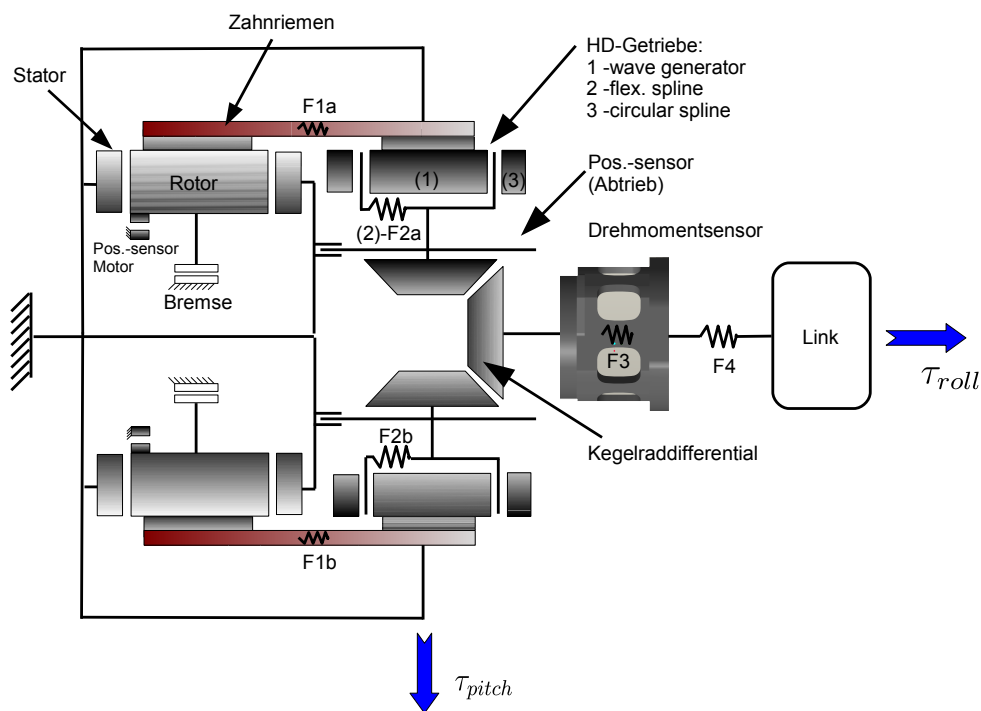 Zahnriemen
HD-Getriebe:
1 -wave generator
2 -flex. spline
3 -circular spline
Stator
F1a
Pos.-sensor
(Abtrieb)
Rotor
(1)
(3)
(2)-F2a
Drehmomentsensor
Pos.-sensor
Motor
Bremse
F3
F4
Link
τroll
F2b
Kegelraddifferential
F1b
τpitch